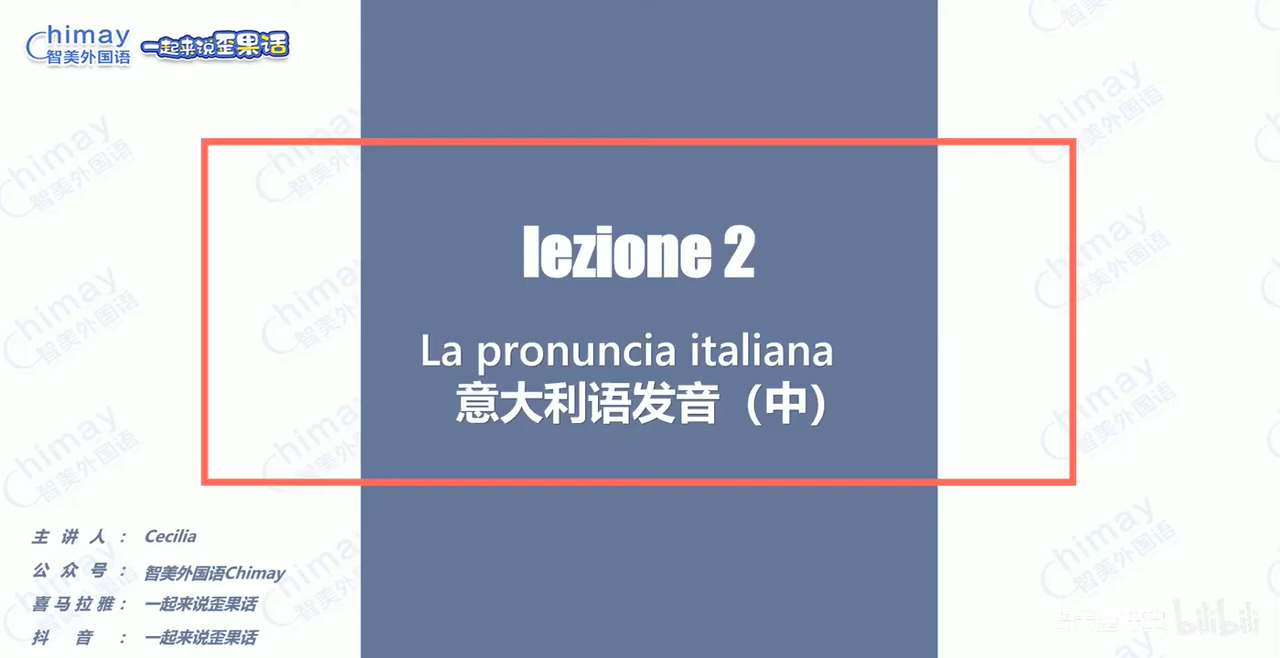 Chimay
智美外国语
一起来说歪果话
lezione 2
La pronuncia italiana
意大利语发音（中）
主讲人： Cecilia
公众号： 智美外国语Chimay
喜马拉雅： 一起来说歪果话
抖音： 一起来说歪果话
bilibili